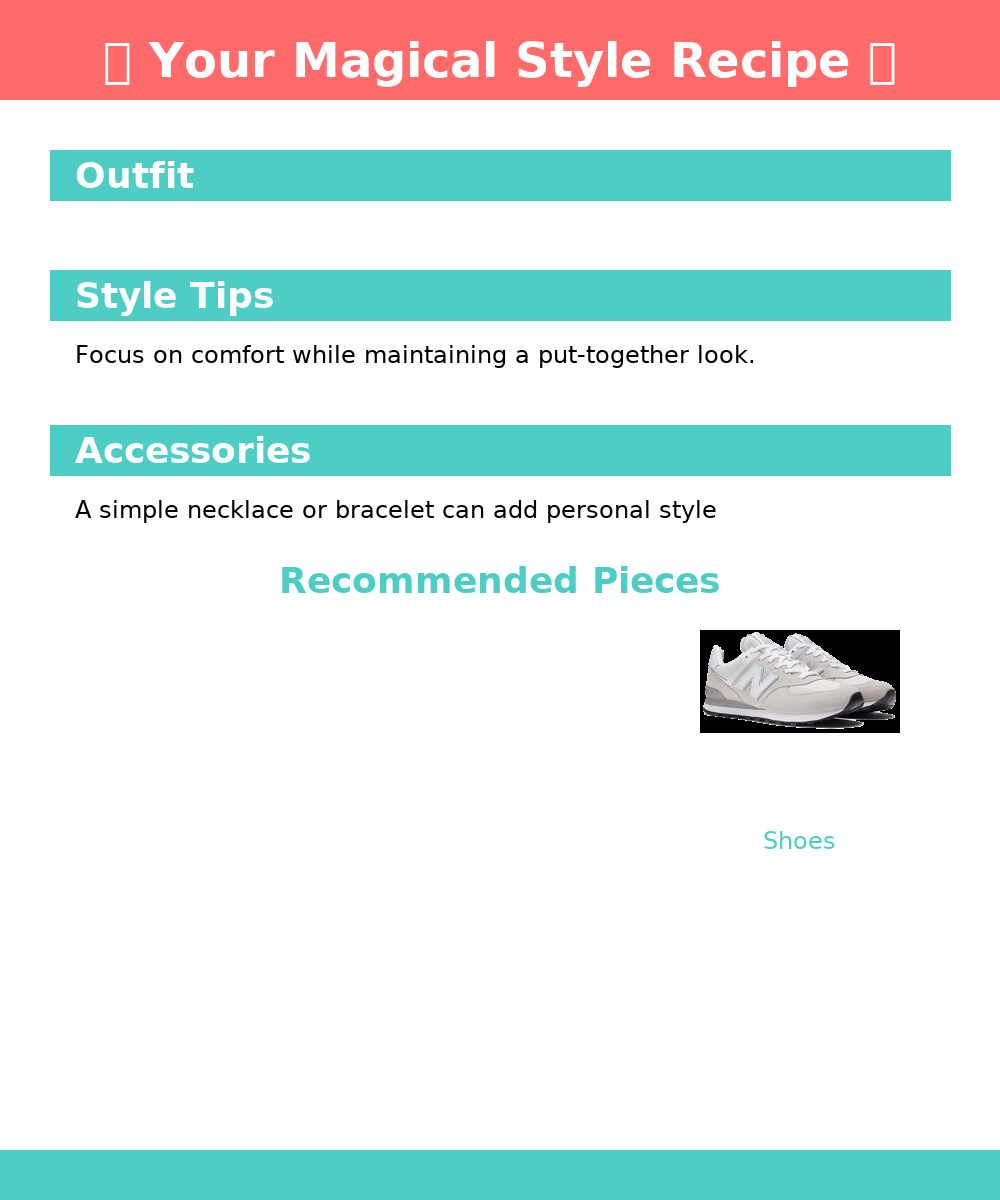 Your Magical Style Recipe
Outfit
Style Tips
Focus on comfort while maintaining a put-together look.
Accessories
A simple necklace or bracelet can add personal style
Recommended Pieces
N
Shoes